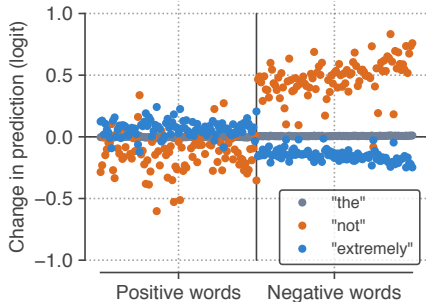 Change in prediction (logit)
1.0
0.5
0.0
−0.5
−1.0
"the"
"not"
"extremely"
Positive words
Negative words